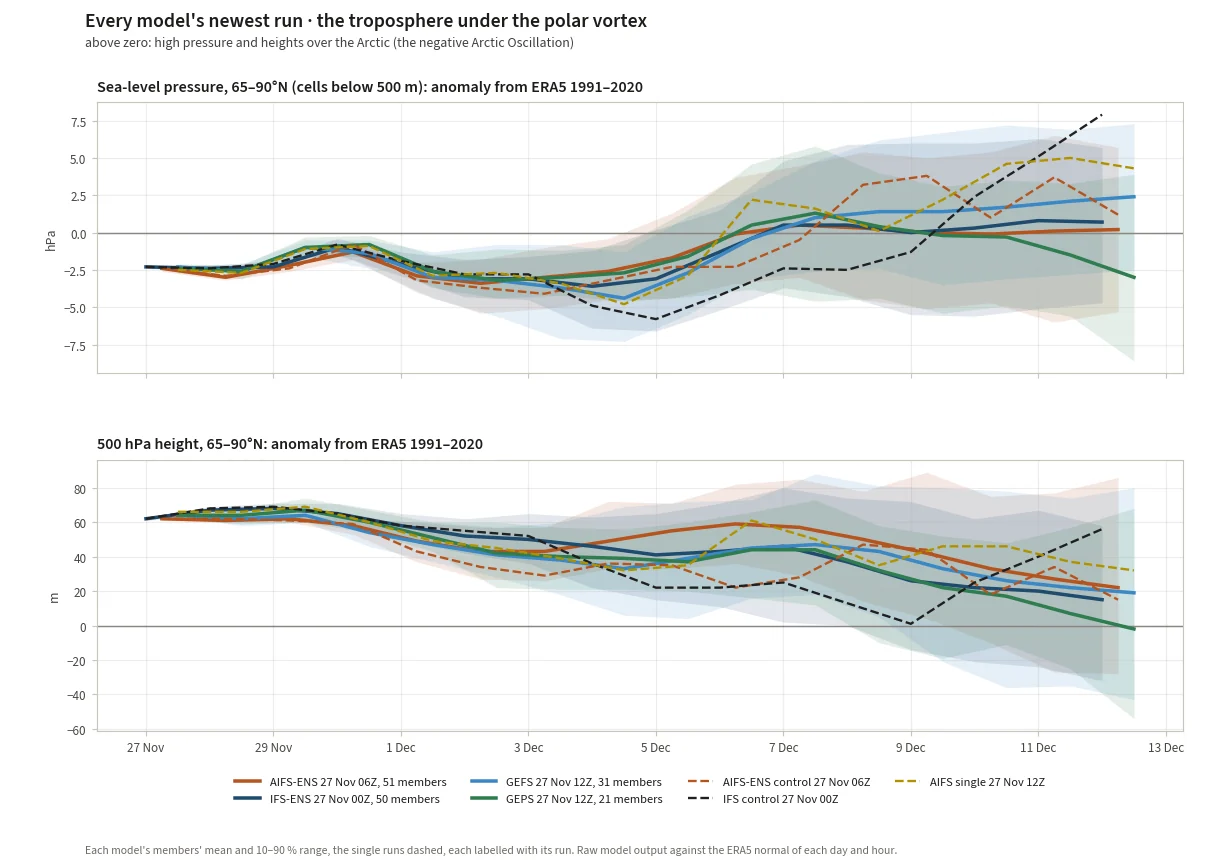 Every model's newest run · the troposphere under the polar vortex
above zero: high pressure and heights over the Arctic (the negative Arctic Oscillation)
Sea-level pressure, 65–90°N (cells below 500 m): anomaly from ERA5 1991–2020
7.5
5.0
2.5
0.0
−2.5
−5.0
−7.5
hPa
500 hPa height, 65–90°N: anomaly from ERA5 1991–2020
80
60
40
20
0
−20
−40
−60
m
27 Nov 29 Nov 1 Dec 3 Dec 5 Dec 7 Dec 9 Dec 11 Dec 13 Dec
AIFS-ENS 27 Nov 06Z, 51 members GEFS 27 Nov 12Z, 31 members AIFS-ENS control 27 Nov 06Z AIFS single 27 Nov 12Z
IFS-ENS 27 Nov 00Z, 50 members GEPS 27 Nov 12Z, 21 members IFS control 27 Nov 00Z
Each model's members' mean and 10–90 % range, the single runs dashed, each labelled with its run. Raw model output against the ERA5 normal of each day and hour.